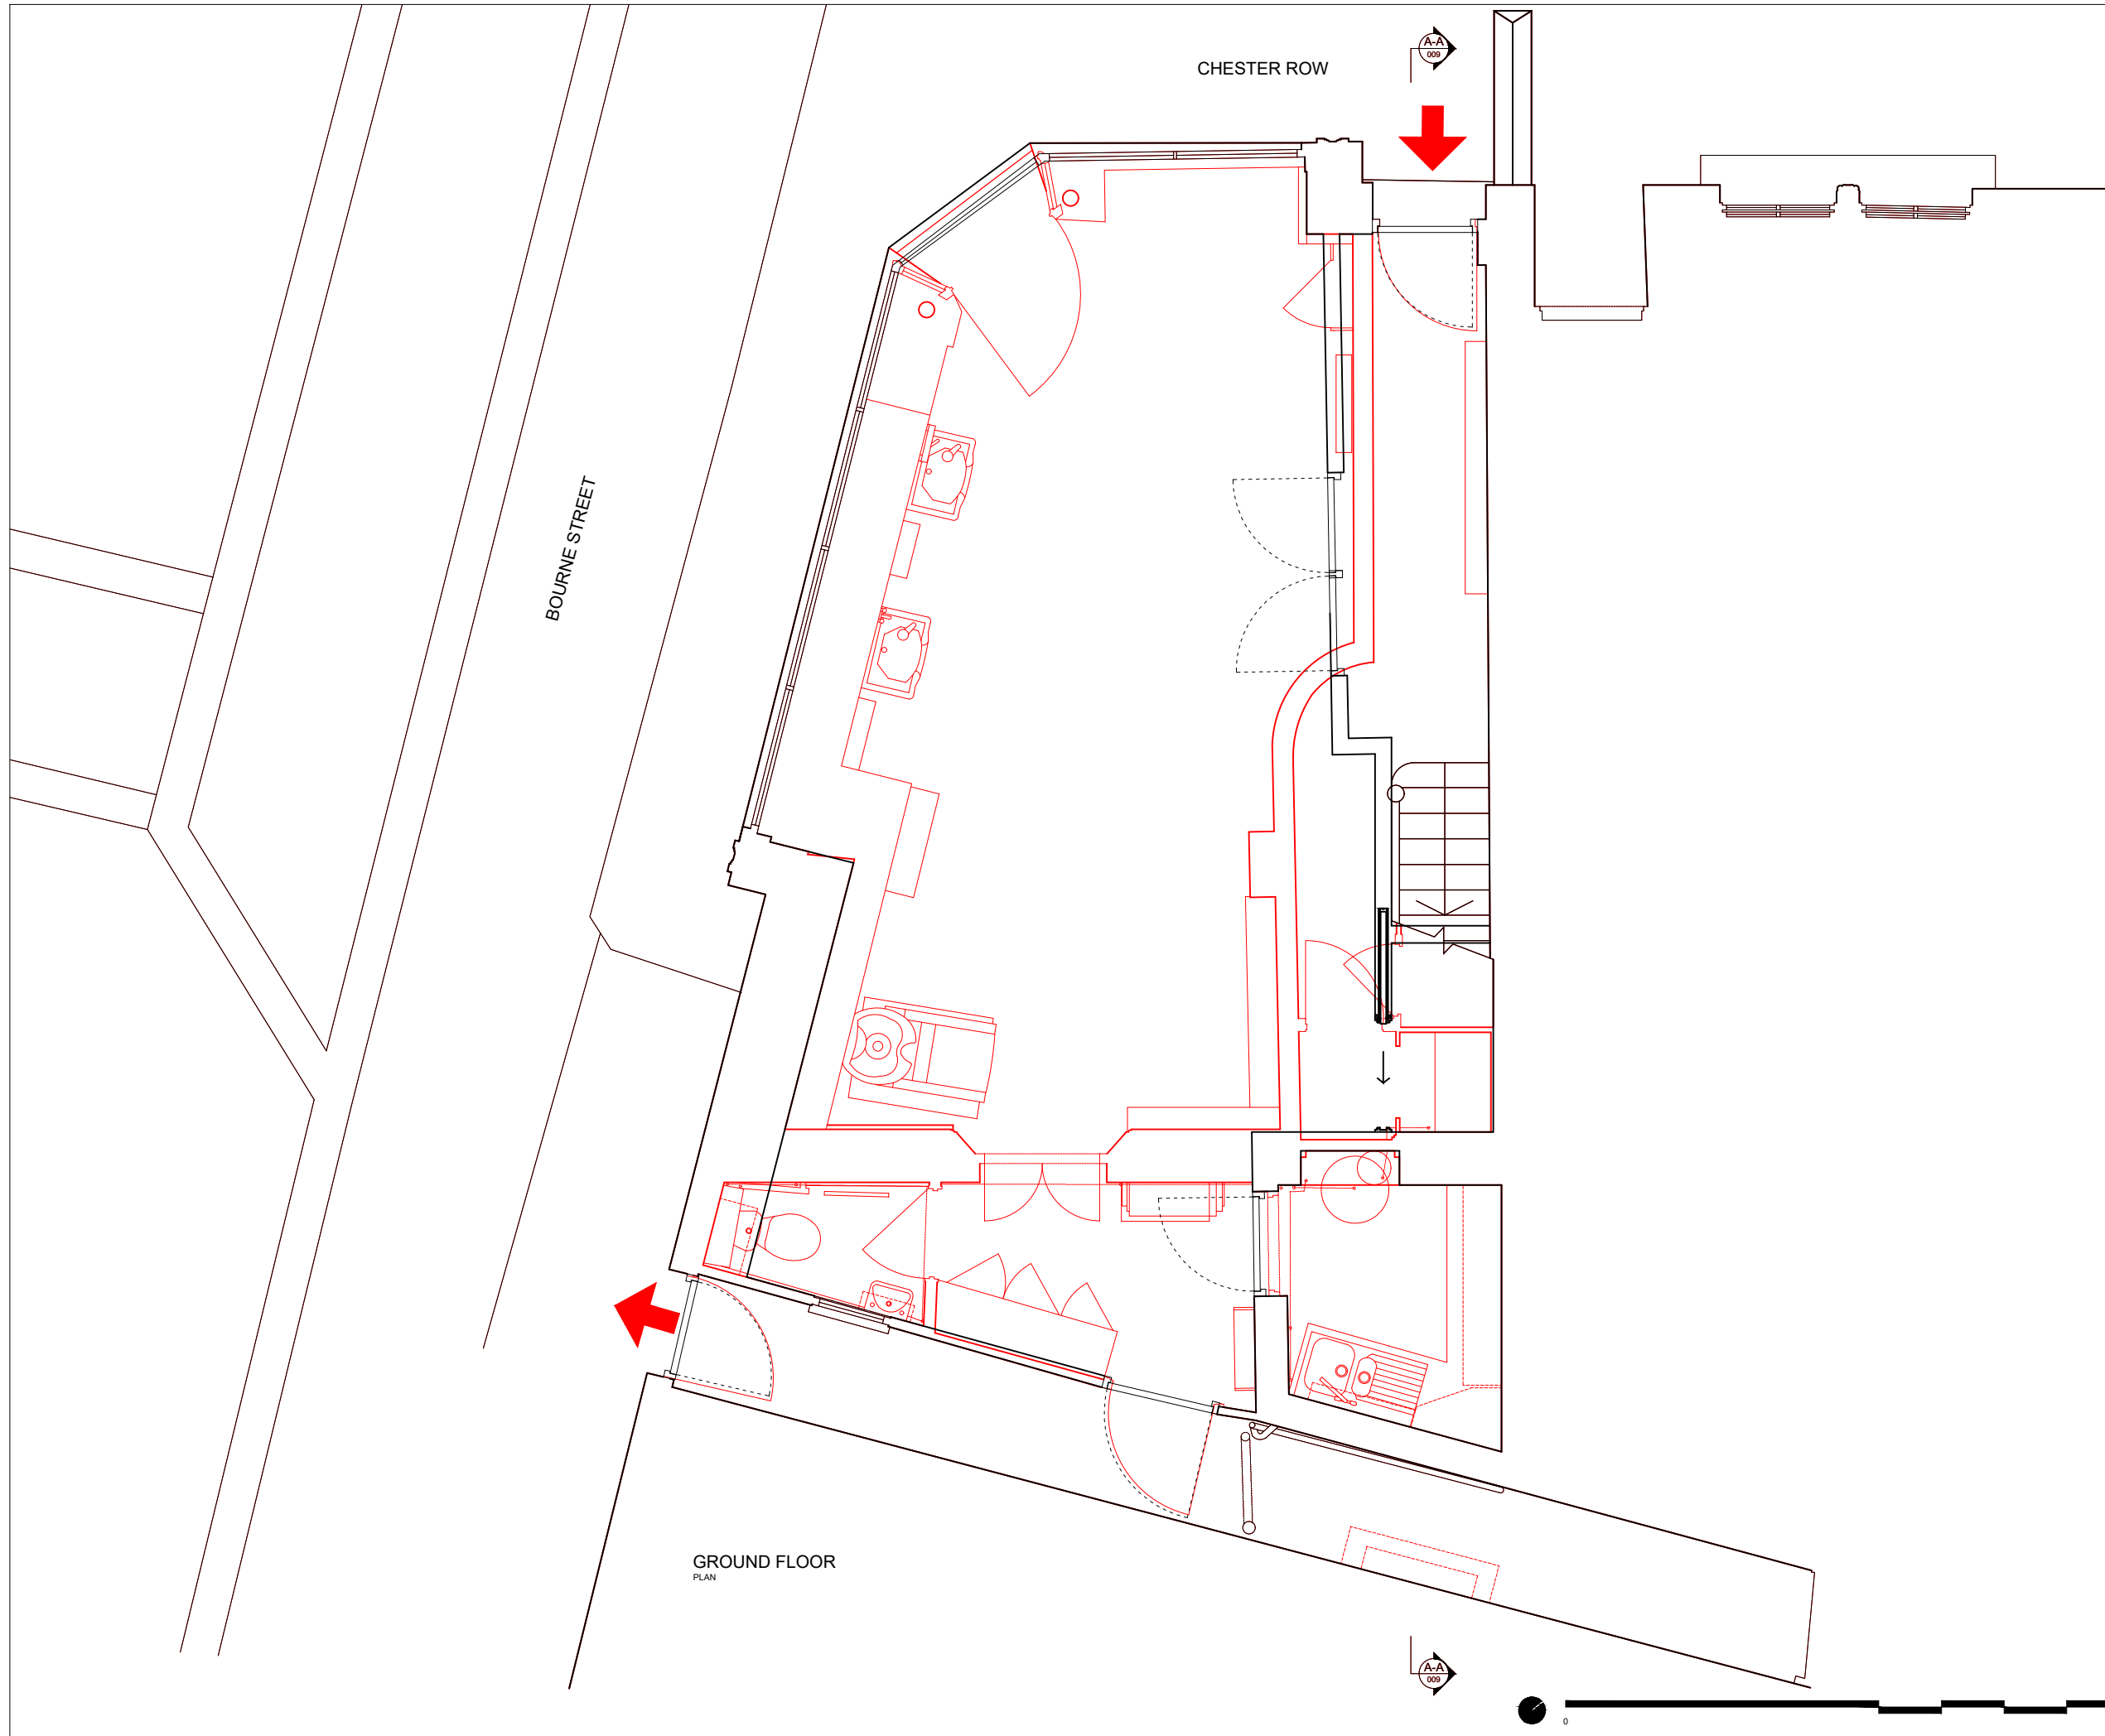 A-A
009
CHESTER ROW
BOURNE STREET
GROUND FLOOR
PLAN
A-A
009
0